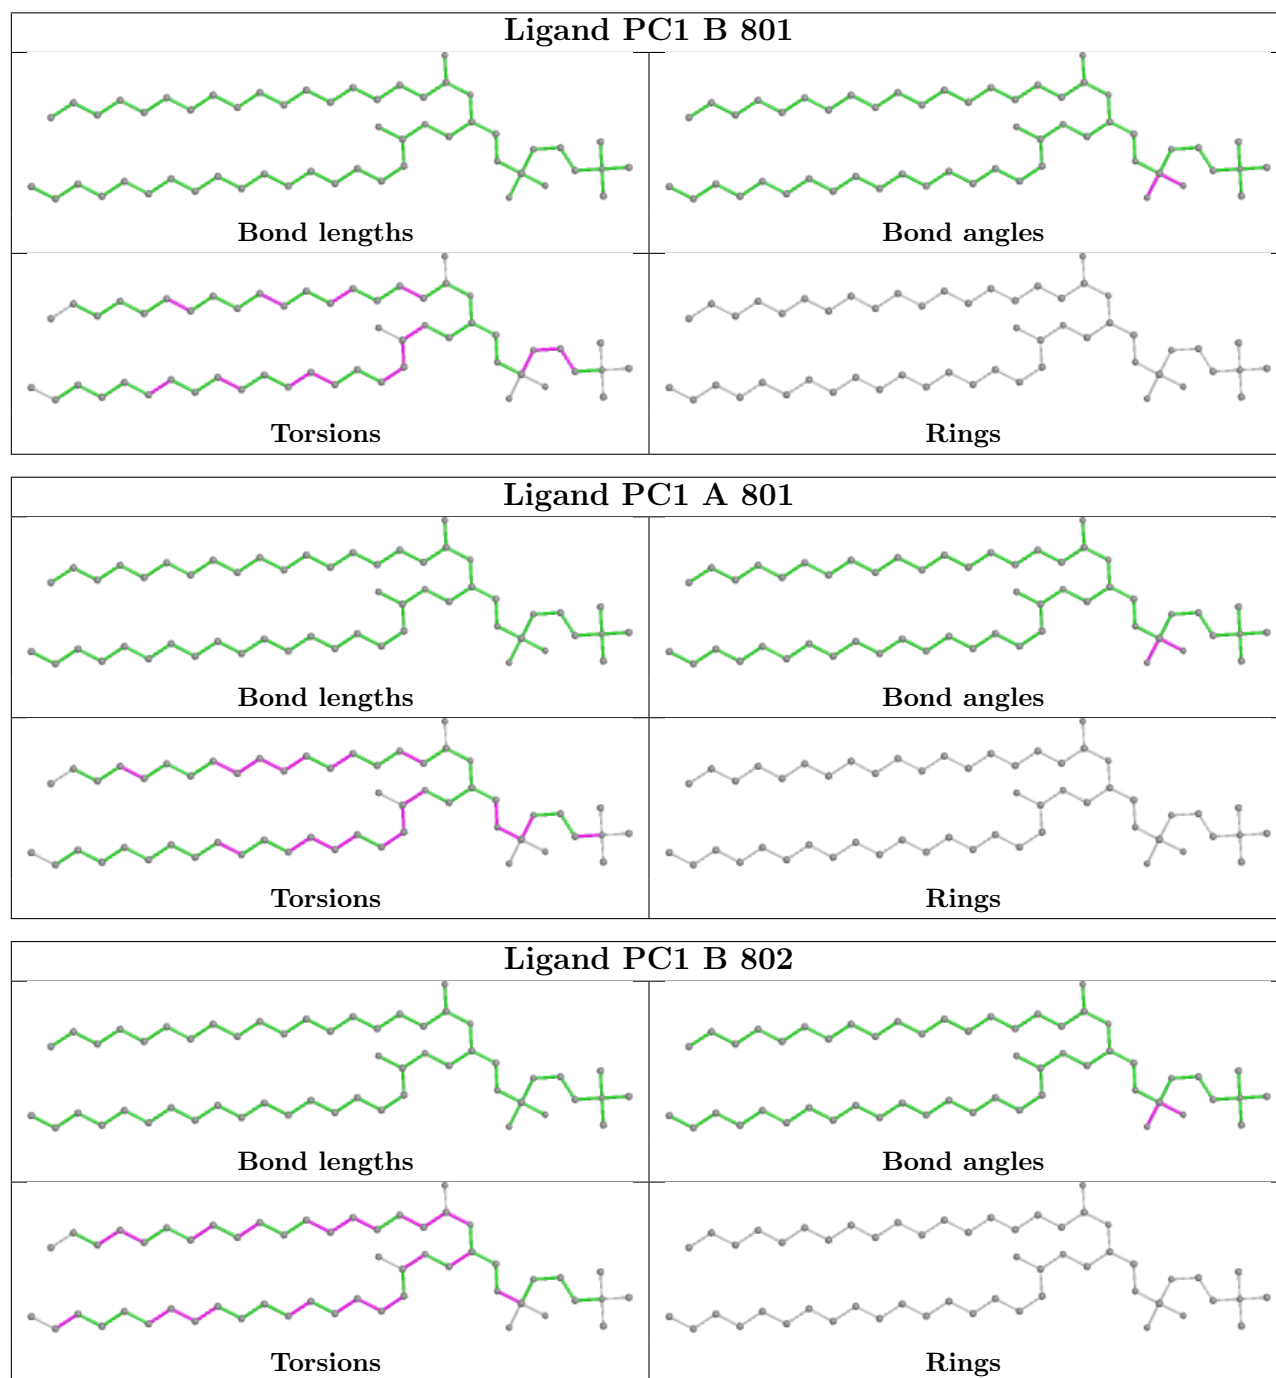 Ligand PC1 B 801
Bond lengths
Bond angles
Torsions
Rings
Ligand PC1 A 801
Bond lengths
Bond angles
Torsions
Rings
Ligand PC1 B 802
Bond lengths
Bond angles
Torsions
Rings